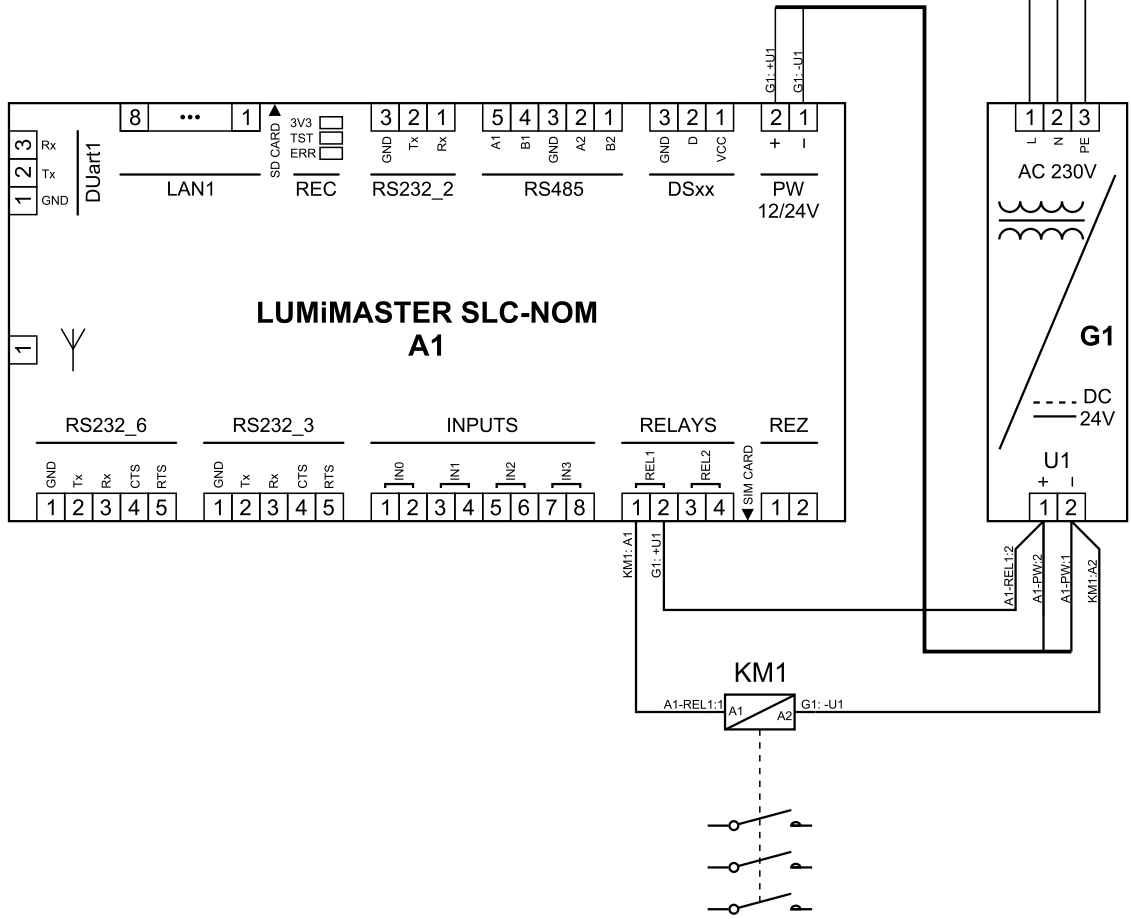 G1: +U1
G1: -U1
8 ... 1
SD CARD
3V3
TST
ERR
REC
3 2 1
GND Tx Rx
RS232_2
5 4 3 2 1
A1 B1 GND A2 B2
RS485
3 2 1
GND D VCC
DSxx
2 1
+ –
PW
12/24V
1 2 3
L N PE
AC 230V
3 Rx
2 Tx
1 GND
DUart1
LAN1
LUMiMASTER SLC-NOM
A1
1
G1
DC
24V
U1
+ –
1 2
RS232_6
GND Tx Rx CTS RTS
1 2 3 4 5
RS232_3
GND Tx Rx CTS RTS
1 2 3 4 5
INPUTS
IN0 IN1 IN2 IN3
1 2 3 4 5 6 7 8
RELAYS
REL1 REL2
1 2 3 4
SIM CARD
REZ
1 2
KM1: A1
G1: +U1
A1-REL1:2
A1-PW:2
A1-PW:1
KM1:A2
KM1
A1-REL1:1
A1
A2
G1: -U1